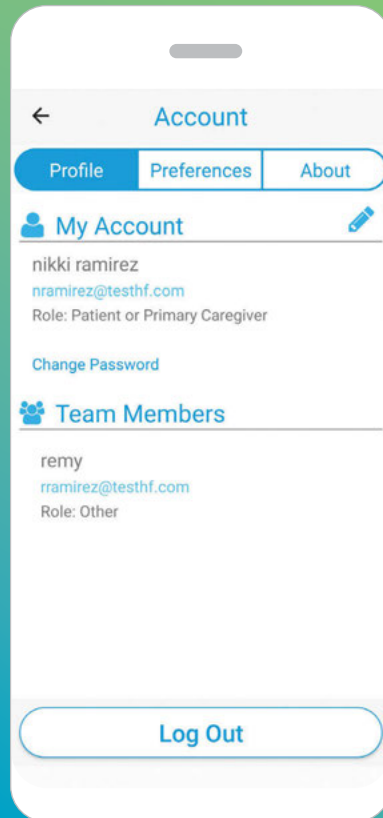 Account
Profile Preferences About
My Account
nikki ramirez
nramirez@testhf.com
Role: Patient or Primary Caregiver
Change Password
Team Members
remy
rramirez@testhf.com
Role: Other
Log Out